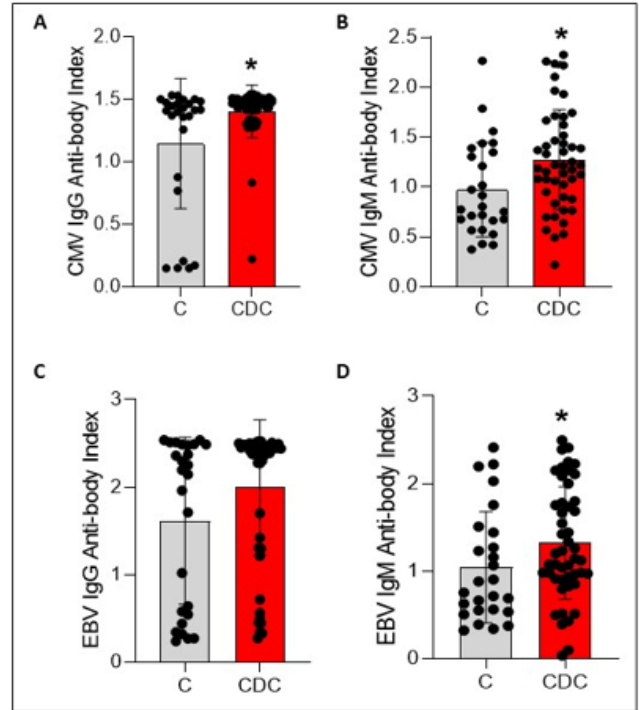 A
CMV IgG Anti-body Index
2.0
1.5
1.0
0.5
0.0
*
C
CDC
B
CMV IgM Anti-body Index
2.5
2.0
1.5
1.0
0.5
0.0
*
C
CDC
C
EBV IgG Anti-body Index
3
2
1
0
C
CDC
D
EBV IgM Anti-body Index
3
2
1
0
*
C
CDC